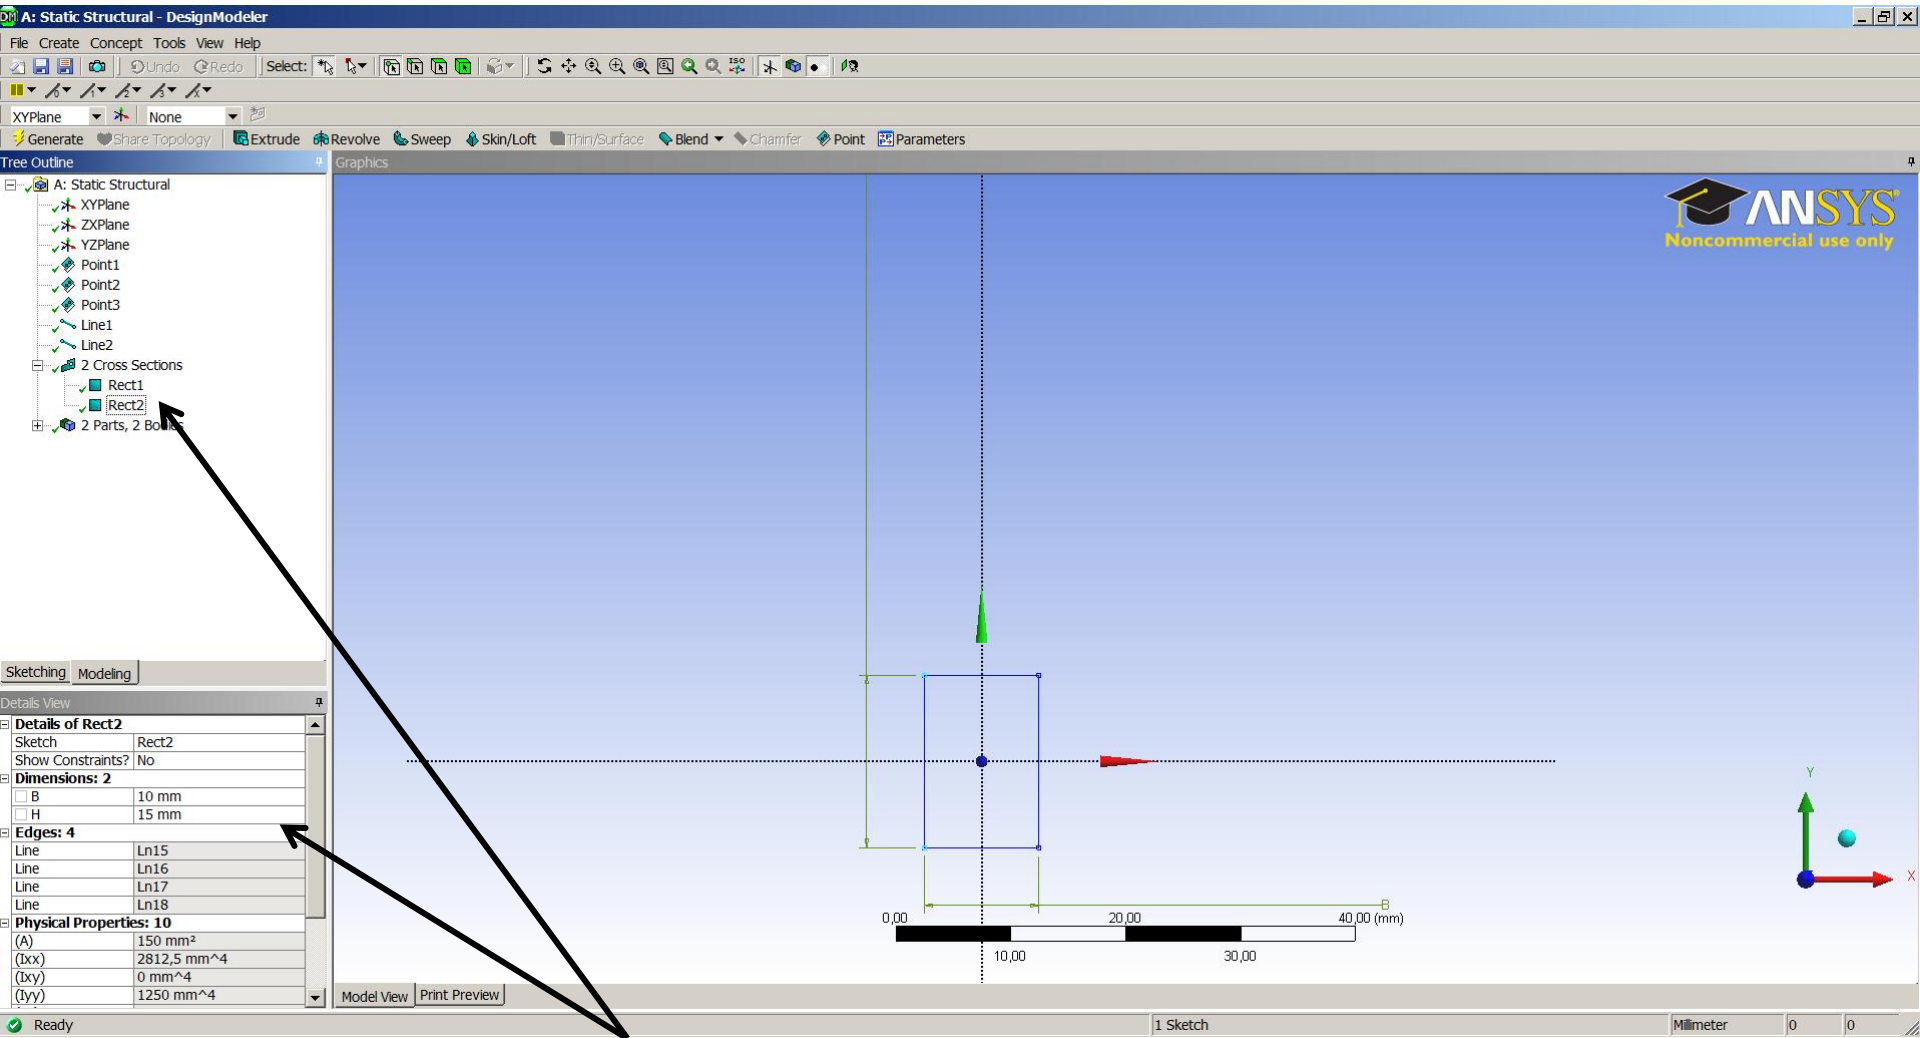 DM A: Static Structural - DesignModeler
File Create Concept Tools View Help
Undo Redo Select: ISO
XYPlane None
Generate Share Topology Extrude Revolve Sweep Skin/Loft Thin/Surface Blend Chamfer Point Parameters
Tree Outline
Graphics
A: Static Structural
XYPlane
ZXPlane
YZPlane
Point1
Point2
Point3
Line1
Line2
2 Cross Sections
Rect1
Rect2
2 Parts, 2 Bodies
ANSYS
Noncommercial use only
Sketching Modeling
Details View
Details of Rect2
Sketch Rect2
Show Constraints? No
Dimensions: 2
B 10 mm
H 15 mm
Edges: 4
Line Ln15
Line Ln16
Line Ln17
Line Ln18
Physical Properties: 10
(A) 150 mm²
(Ixx) 2812,5 mm^4
(Ixy) 0 mm^4
(Iyy) 1250 mm^4
B
0,00 20,00 40,00 (mm)
10,00 30,00
Y
X
Model View Print Preview
Ready 1 Sketch Millimeter 0 0